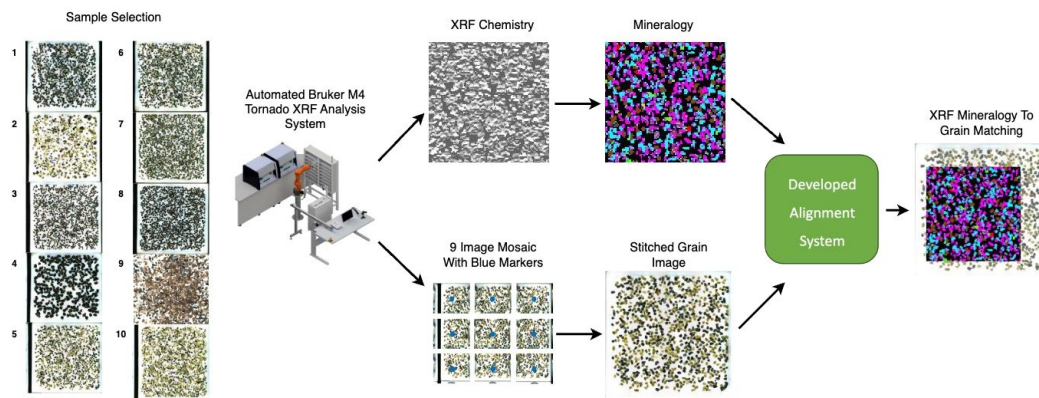 Sample Selection
1
2
3
4
5
6
7
8
9
10
Automated Bruker M4
Tornado XRF Analysis
System
XRF Chemistry
Mineralogy
9 Image Mosaic
With Blue Markers
Stitched Grain
Image
Developed
Alignment
System
XRF Mineralogy To
Grain Matching